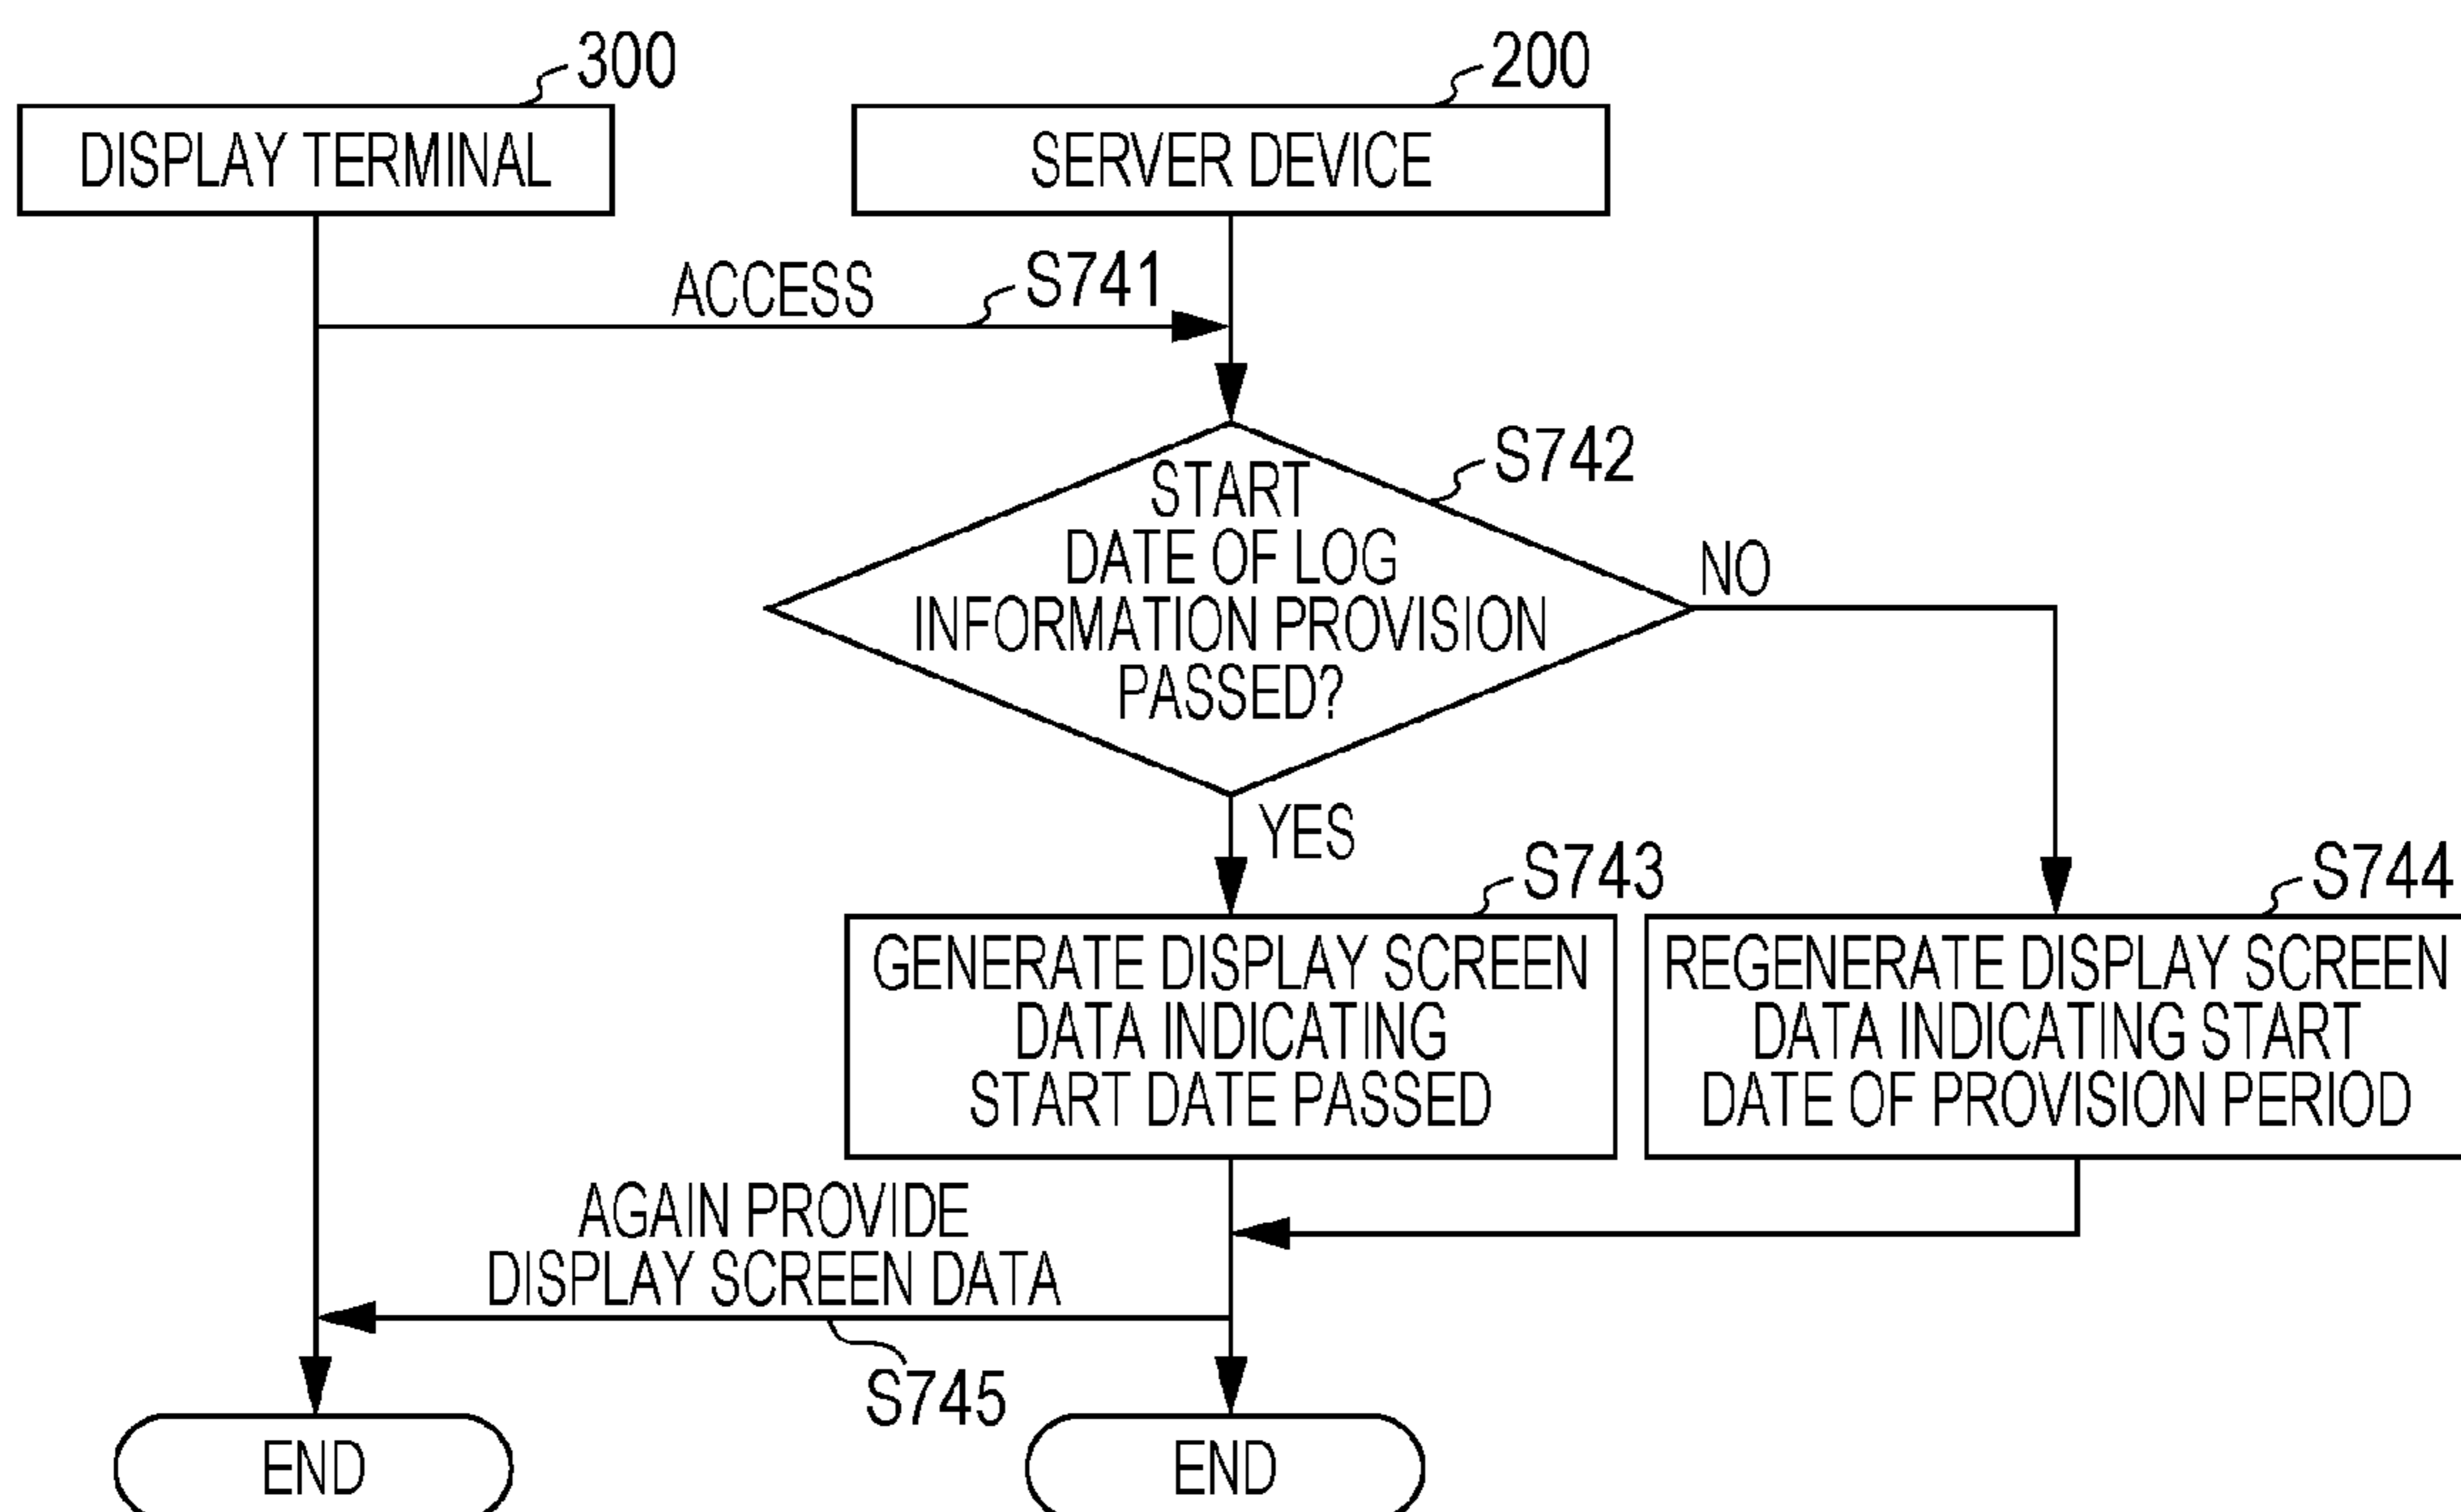 300
200
DISPLAY TERMINAL
SERVER DEVICE
ACCESS
S741
S742
START
DATE OF LOG
INFORMATION PROVISION
PASSED?
NO
YES
S743
S744
GENERATE DISPLAY SCREEN
DATA INDICATING
START DATE PASSED
REGENERATE DISPLAY SCREEN
DATA INDICATING START
DATE OF PROVISION PERIOD
AGAIN PROVIDE
DISPLAY SCREEN DATA
S745
END
END